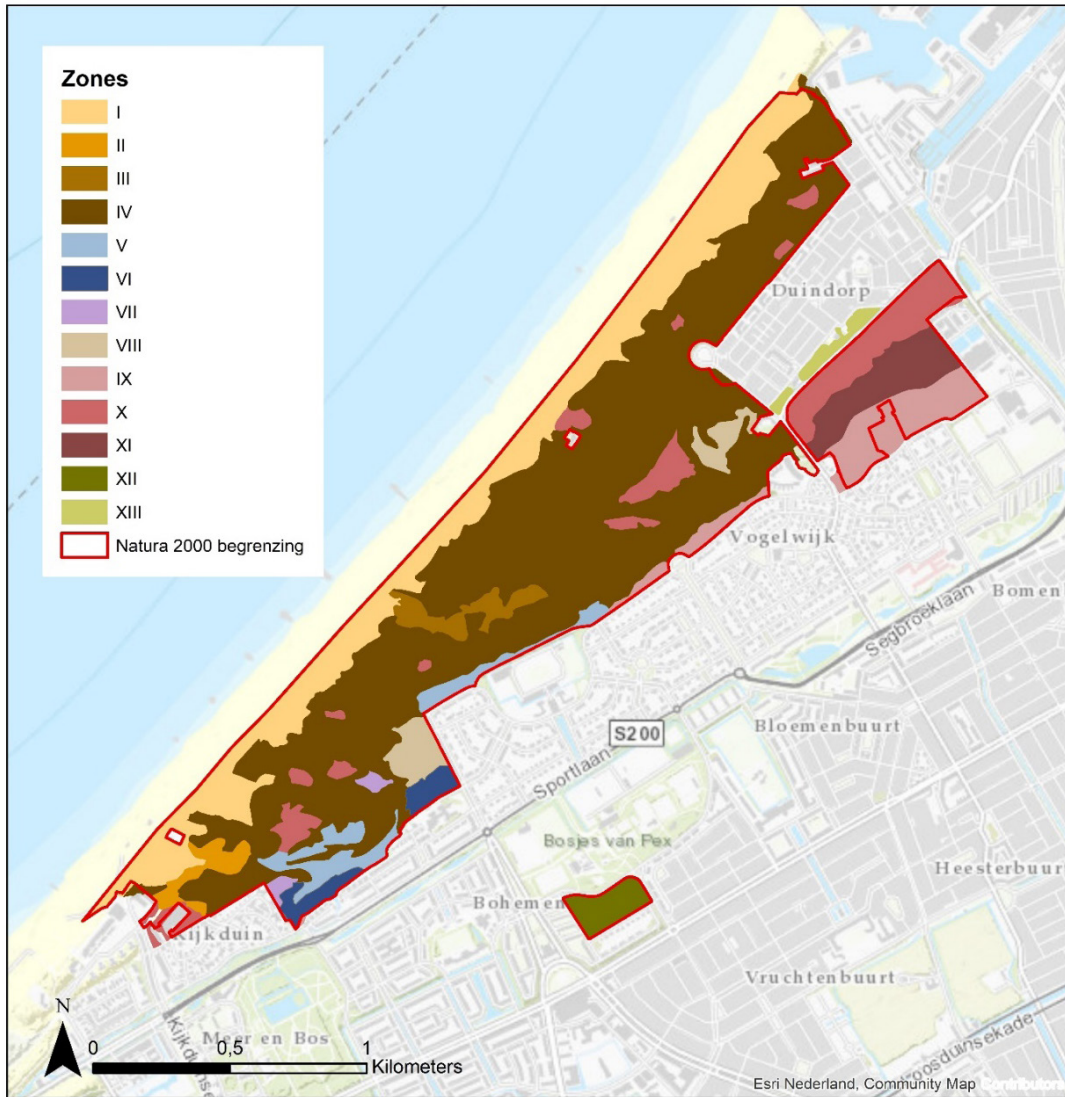 Zones
I
II
III
IV
V
VI
VII
VIII
IX
X
XI
XII
XIII
Natura 2000 begrenzing
Duindorp
Vogelwijk
Segbroeklaan
Bomen
Bloemenbuurt
S200
Sportlaan
Bosjes van Pex
Heesterbuur
Bohemen
Kijkduin
Vruchtenbuurt
Meer en Bos
N
0 0,5 1
Kilometers
Esri Nederland, Community Map Contributors